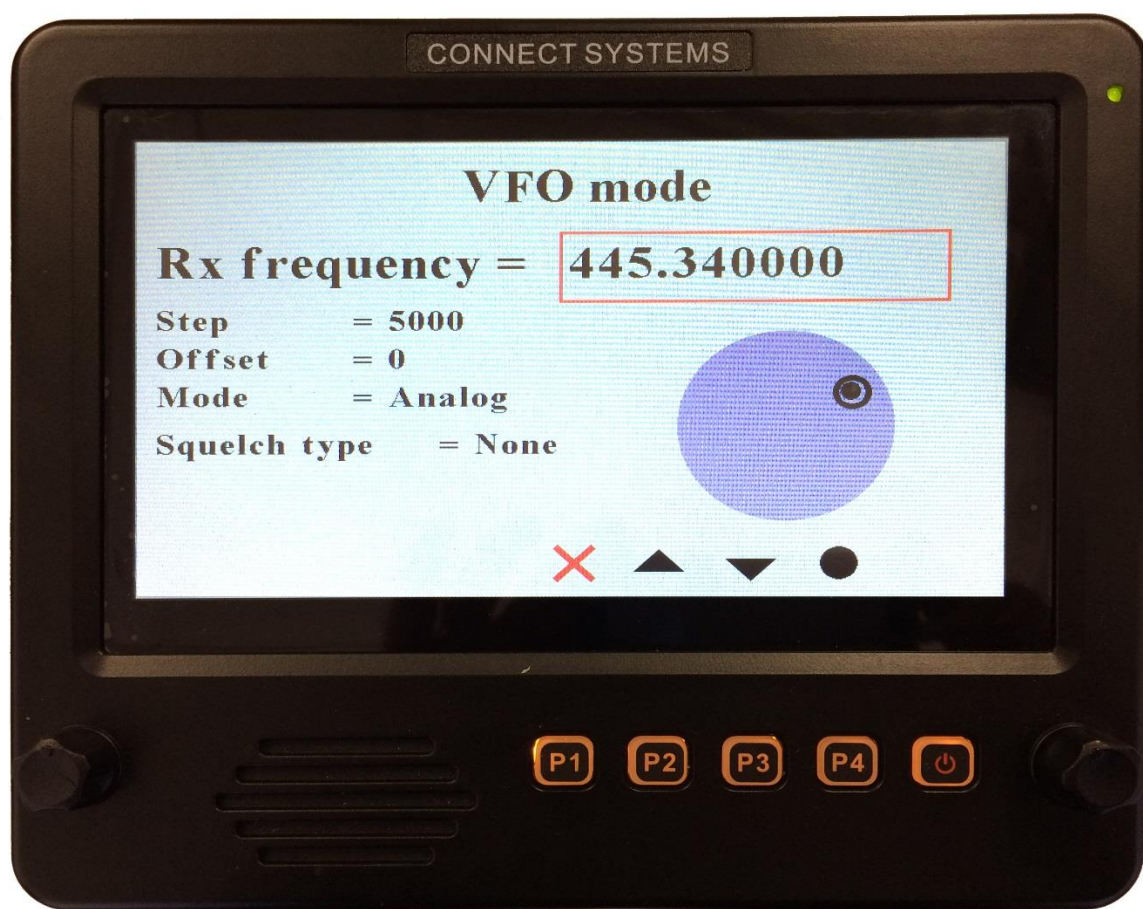 CONNECT SYSTEMS
VFO mode
Rx frequency = 445.340000
Step = 5000
Offset = 0
Mode = Analog
Squelch type = None
P1 P2 P3 P4